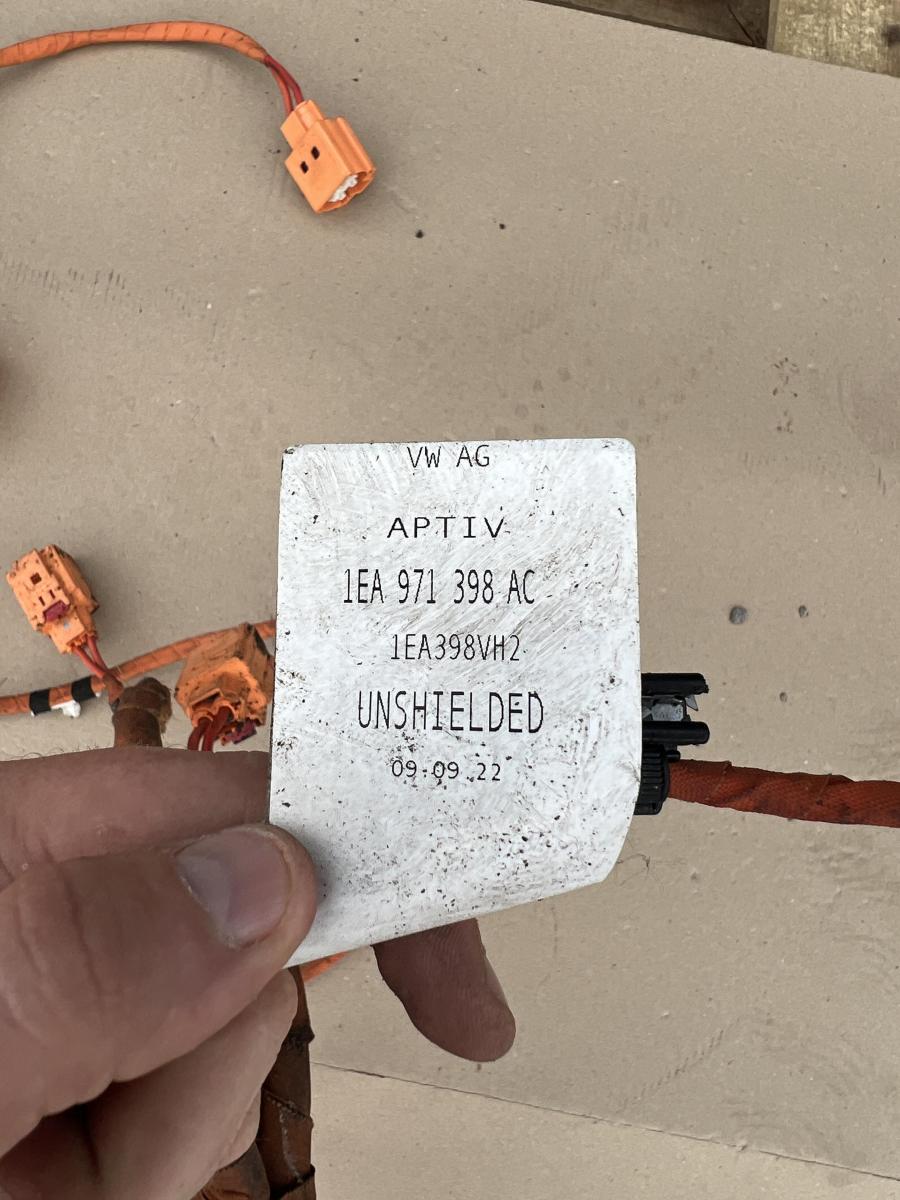 VW AG
APTIV
1EA 971 398 AC
1EA398VH2
UNSHIELDED
09.09.22